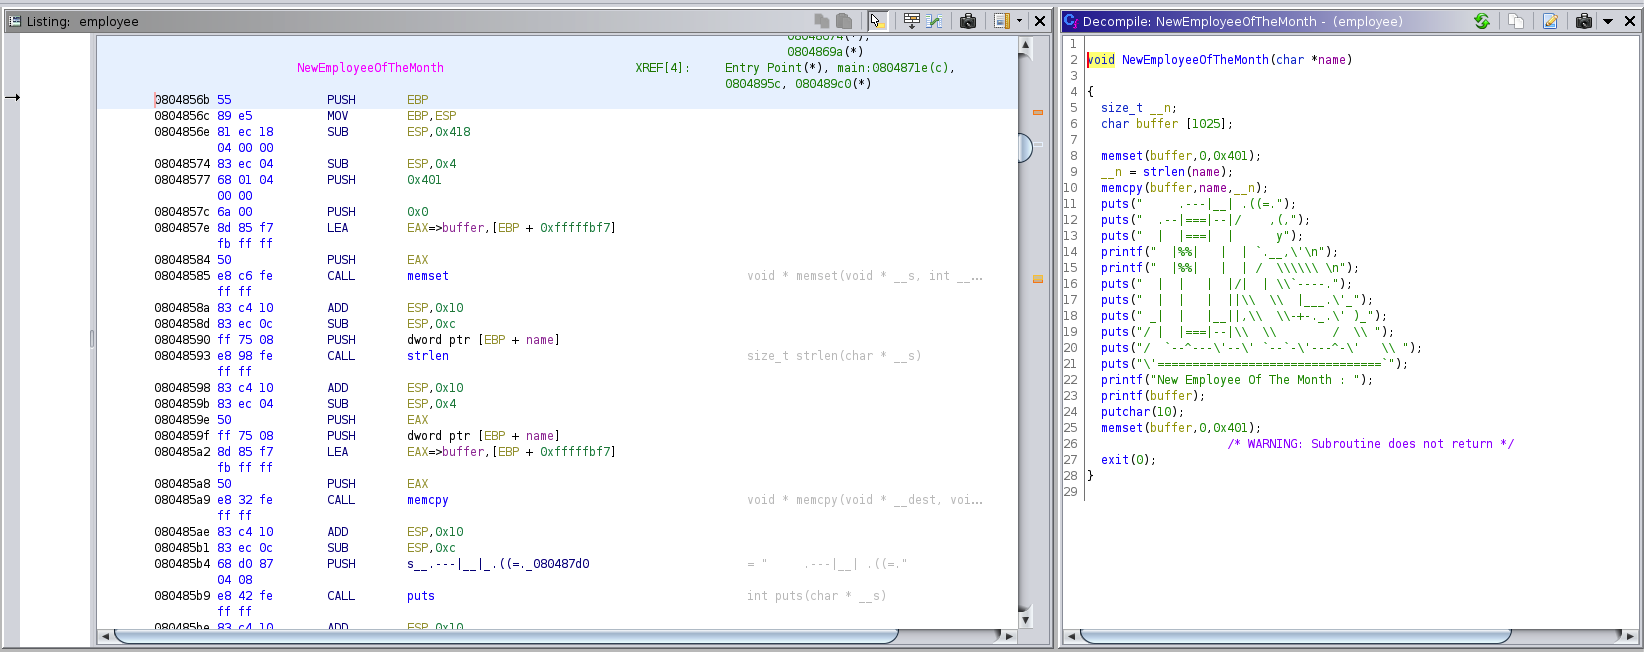 Listing: employee
08048674(*),
0804869a(*)
NewEmployeeOfTheMonth XREF[4]: Entry Point(*), main:0804871e(c),
0804895c, 080489c0(*)
0804856b 55 PUSH EBP
0804856c 89 e5 MOV EBP,ESP
0804856e 81 ec 18 SUB ESP,0x418
04 00 00
08048574 83 ec 04 SUB ESP,0x4
08048577 68 01 04 PUSH 0x401
00 00
0804857c 6a 00 PUSH 0x0
0804857e 8d 85 f7 LEA EAX=>buffer,[EBP + 0xfffffbf7]
fb ff ff
08048584 50 PUSH EAX
08048585 e8 c6 fe CALL memset void * memset(void * __s, int __...
ff ff
0804858a 83 c4 10 ADD ESP,0x10
0804858d 83 ec 0c SUB ESP,0xc
08048590 ff 75 08 PUSH dword ptr [EBP + name]
08048593 e8 98 fe CALL strlen size_t strlen(char * __s)
ff ff
08048598 83 c4 10 ADD ESP,0x10
0804859b 83 ec 04 SUB ESP,0x4
0804859e 50 PUSH EAX
0804859f ff 75 08 PUSH dword ptr [EBP + name]
080485a2 8d 85 f7 LEA EAX=>buffer,[EBP + 0xfffffbf7]
fb ff ff
080485a8 50 PUSH EAX
080485a9 e8 32 fe CALL memcpy void * memcpy(void * __dest, voi...
ff ff
080485ae 83 c4 10 ADD ESP,0x10
080485b1 83 ec 0c SUB ESP,0xc
080485b4 68 d0 87 PUSH s__.---|__|_.((=._080487d0 = "     .---|__| .((=."
04 08
080485b9 e8 42 fe CALL puts int puts(char * __s)
ff ff
080485be 83 c4 10 ADD ESP,0x10
Decompile: NewEmployeeOfTheMonth - (employee)
1
2 void NewEmployeeOfTheMonth(char *name)
3
4 {
5   size_t __n;
6   char buffer [1025];
7
8   memset(buffer,0,0x401);
9   __n = strlen(name);
10   memcpy(buffer,name,__n);
11   puts("     .---|__| .((=.");
12   puts("  .--|===|--|/    ,(,");
13   puts("  |  |===|  |      y");
14   printf("  |%%|   |  | `.__,\'\n");
15   printf("  |%%|   |  | /  \\\\\\ \n");
16   puts("  |  |   |  |/|  | \\`----.");
17   puts("  |  |   |  ||\\  \\  |___.\'_");
18   puts(" _|  |   |__||,\\  \\-+-._.\' )_");
19   puts("/ |  |===|--|\\  \\        /  \\ ");
20   puts("/  `--^---\'--\' `--`-\'---^-\'   \\ ");
21   puts("\'================================`");
22   printf("New Employee Of The Month : ");
23   printf(buffer);
24   putchar(10);
25   memset(buffer,0,0x401);
26                     /* WARNING: Subroutine does not return */
27   exit(0);
28 }
29